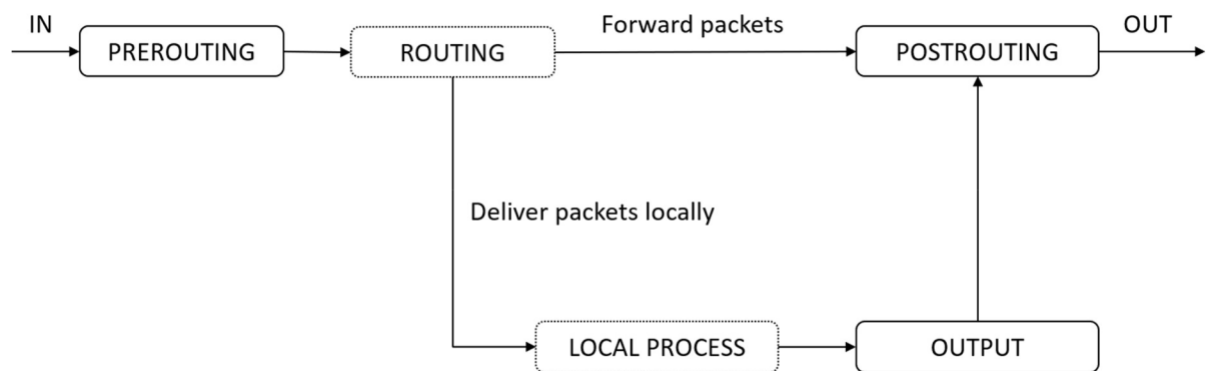 IN
PREROUTING
ROUTING
Forward packets
POSTROUTING
OUT
Deliver packets locally
LOCAL PROCESS
OUTPUT